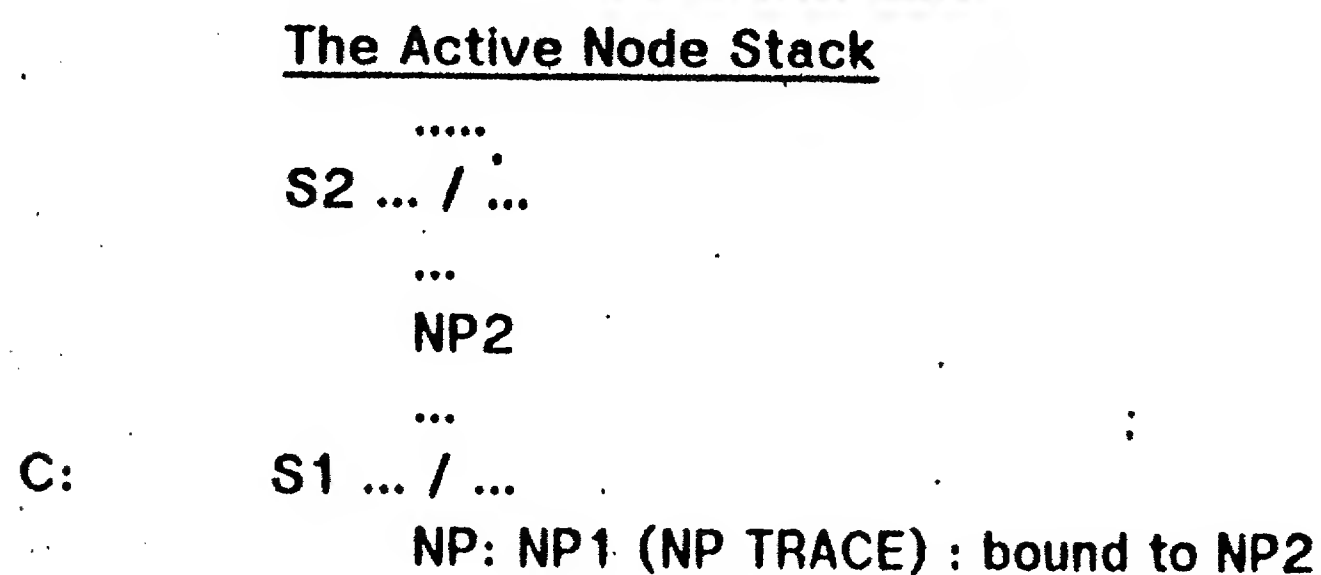 The Active Node Stack
.....
S2 ... / ...
...
NP2
...
C: S1 ... / ...
NP: NP1 (NP TRACE) : bound to NP2